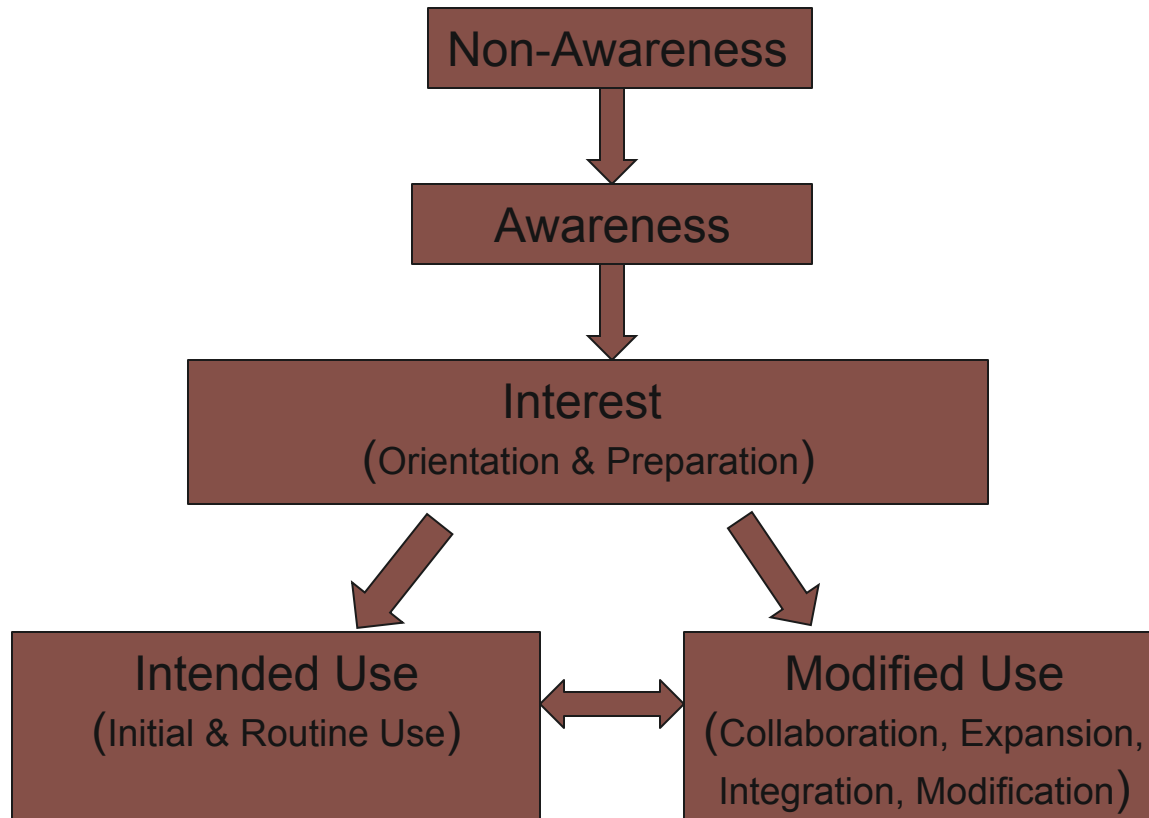 Non-Awareness
Awareness
Interest
(Orientation & Preparation)
Intended Use
(Initial & Routine Use)
Modified Use
(Collaboration, Expansion,
Integration, Modification)